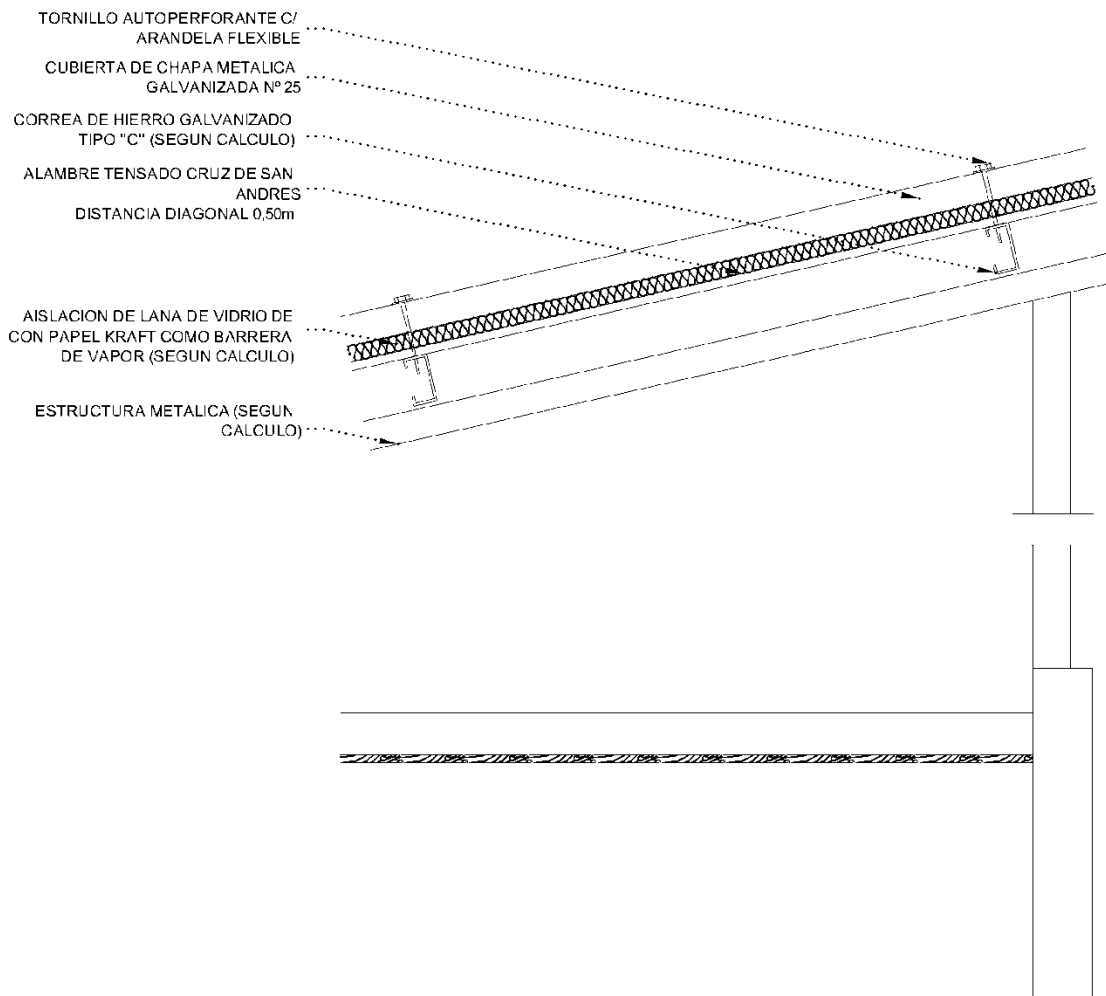 TORNILLO AUTOPERFORANTE C/
ARANDELA FLEXIBLE
CUBIERTA DE CHAPA METALICA
GALVANIZADA Nº 25
CORREA DE HIERRO GALVANIZADO
TIPO "C" (SEGUN CALCULO)
ALAMBRE TENSADO CRUZ DE SAN
ANDRES
DISTANCIA DIAGONAL 0,50m
AISLACION DE LANA DE VIDRIO DE
CON PAPEL KRAFT COMO BARRERA
DE VAPOR (SEGUN CALCULO)
ESTRUCTURA METALICA (SEGUN
CALCULO)